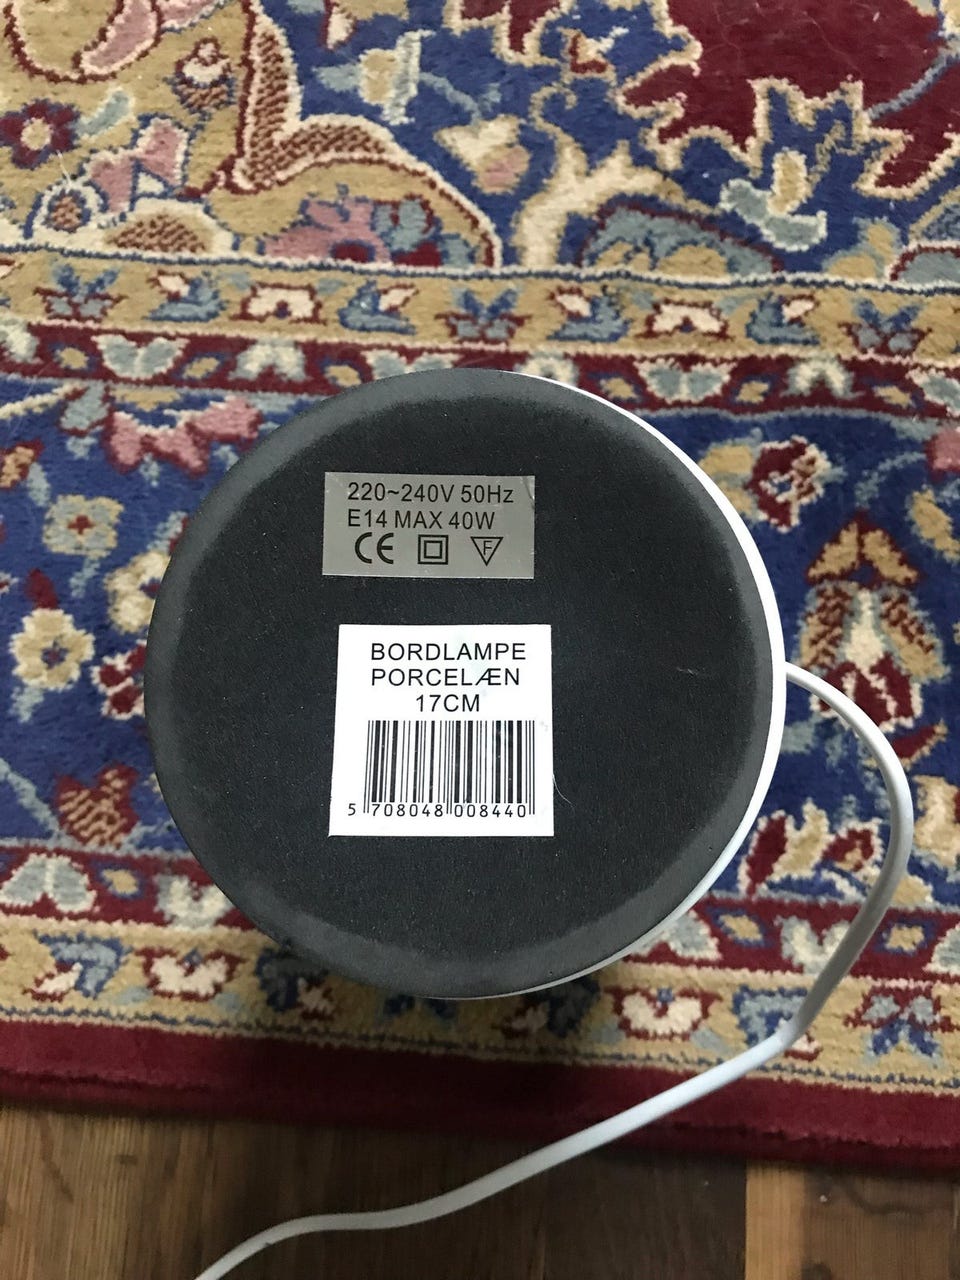 220~240V 50Hz
E14 MAX 40W
CE F
BORDLAMPE
PORCELÆN
17CM
5 708048 008440